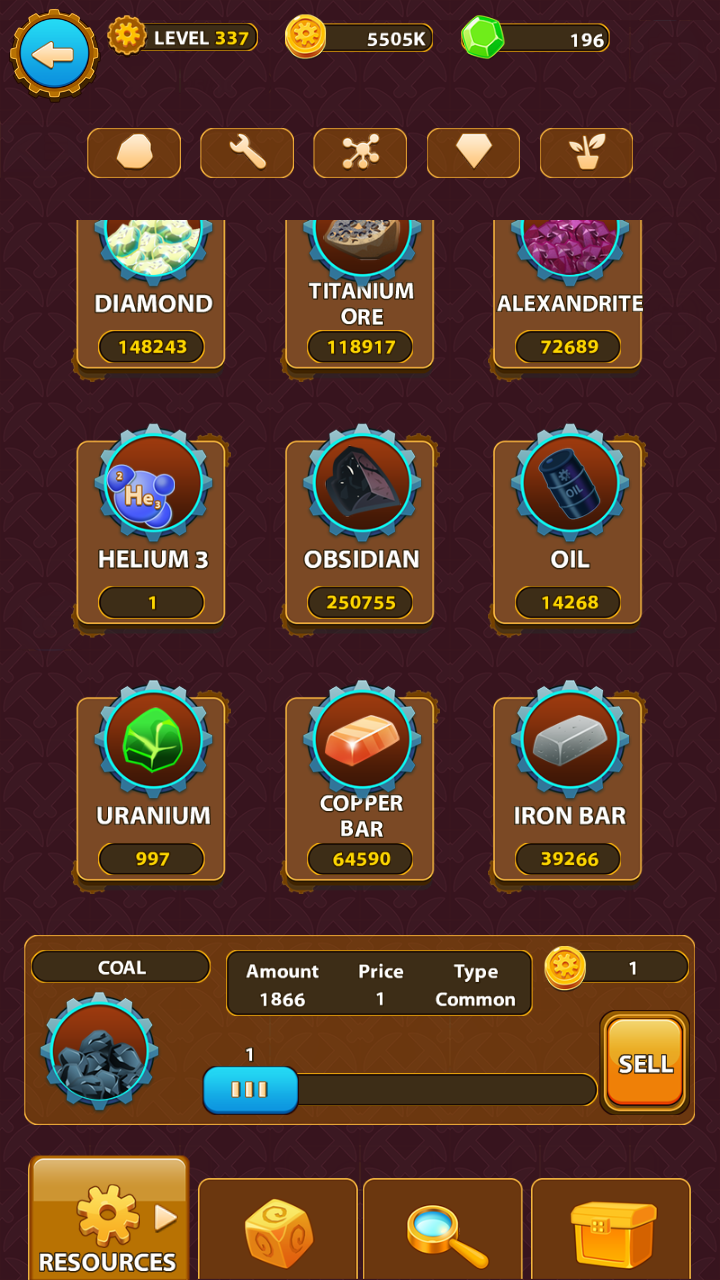 LEVEL 337
5505K
196
DIAMOND
148243
TITANIUM
ORE
118917
ALEXANDRITE
72689
2
He3
HELIUM 3
1
OBSIDIAN
250755
OIL
OIL
14268
URANIUM
997
COPPER
BAR
64590
IRON BAR
39266
COAL
Amount Price Type
1866 1 Common
1
1
SELL
RESOURCES